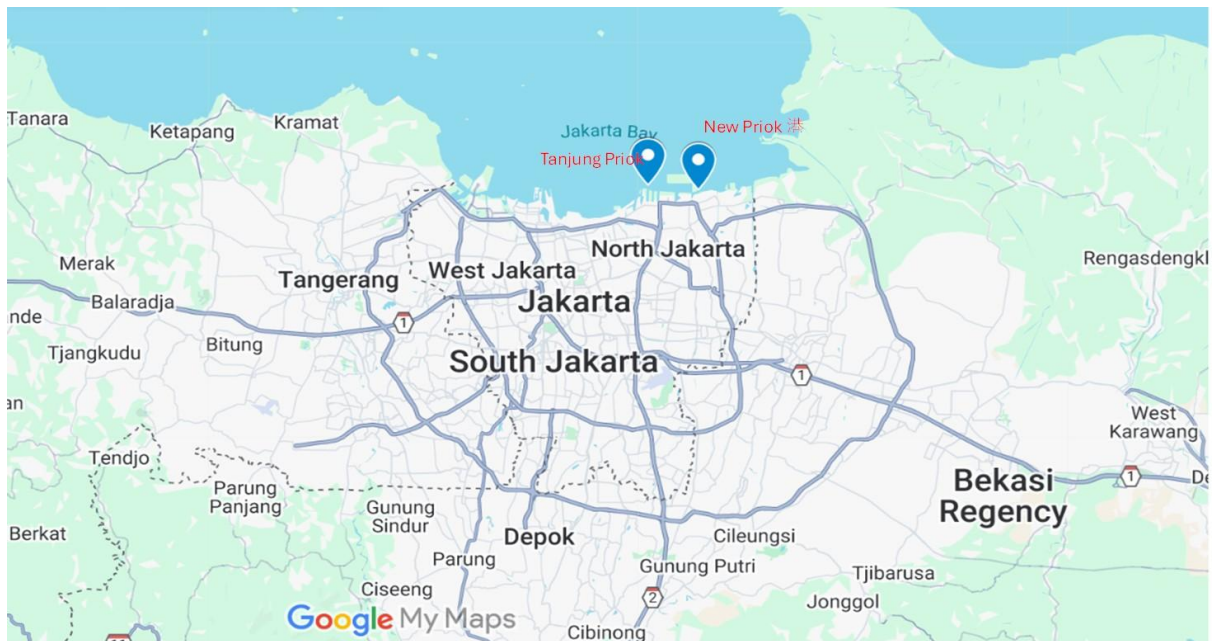 Tanara
Ketapang
Kramat
Jakarta Bay
New Priok 港
Tanjung Priok
North Jakarta
Merak
Tangerang
West Jakarta
Rengasdengkl
Balaradja
Jakarta
nde
1
Tjangkudu
Bitung
South Jakarta
1
an
West
Karawang
Tendjo
Bekasi
Regency
1
De
Parung
Panjang
Gunung
Sindur
Berkat
Depok
Cileungsi
Parung
Gunung Putri
Tjibarusa
Ciseeng
2
Jonggol
Google My Maps
Cibinong